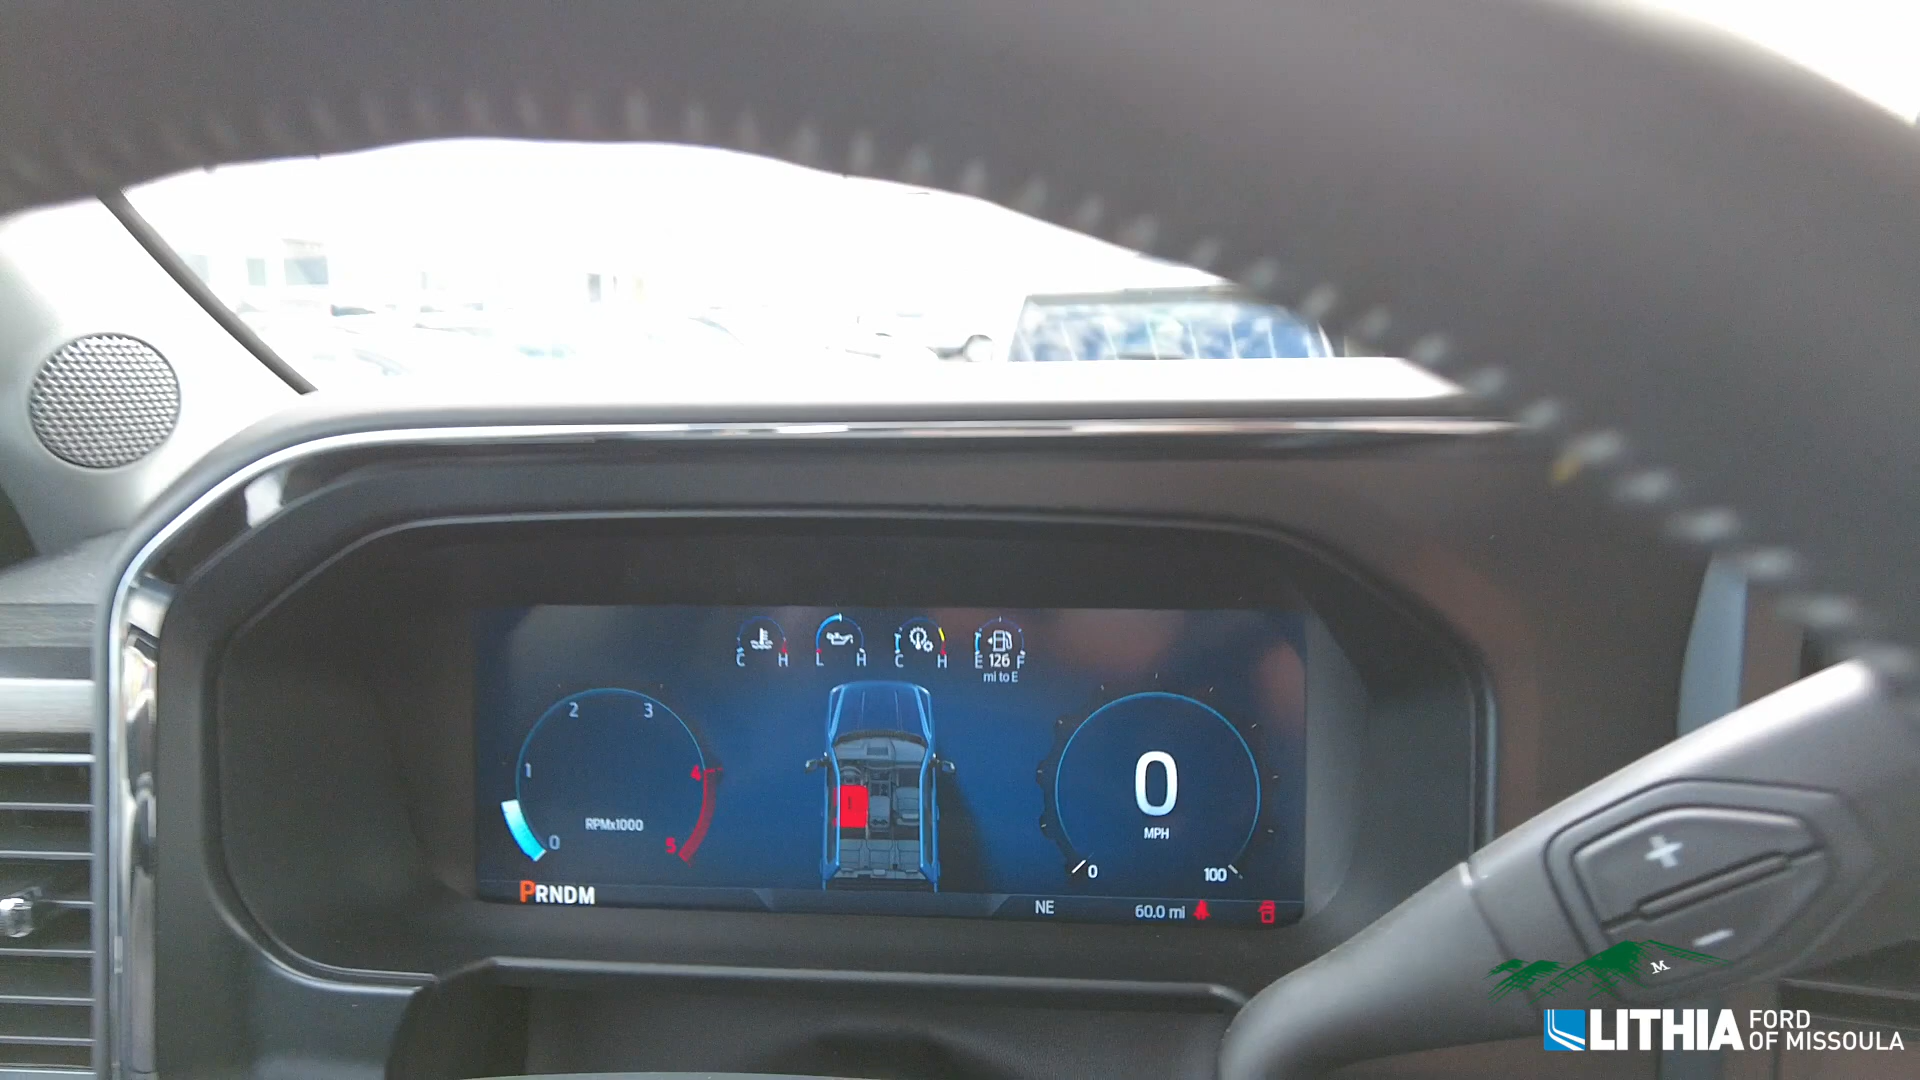 C H L H C H E 126 F
mi to E
2 3
1 4
0 5
RPMx1000
0
MPH
0 100
PRNDM
NE 60.0 mi
+
-
M
LITHIA FORD
OF MISSOULA